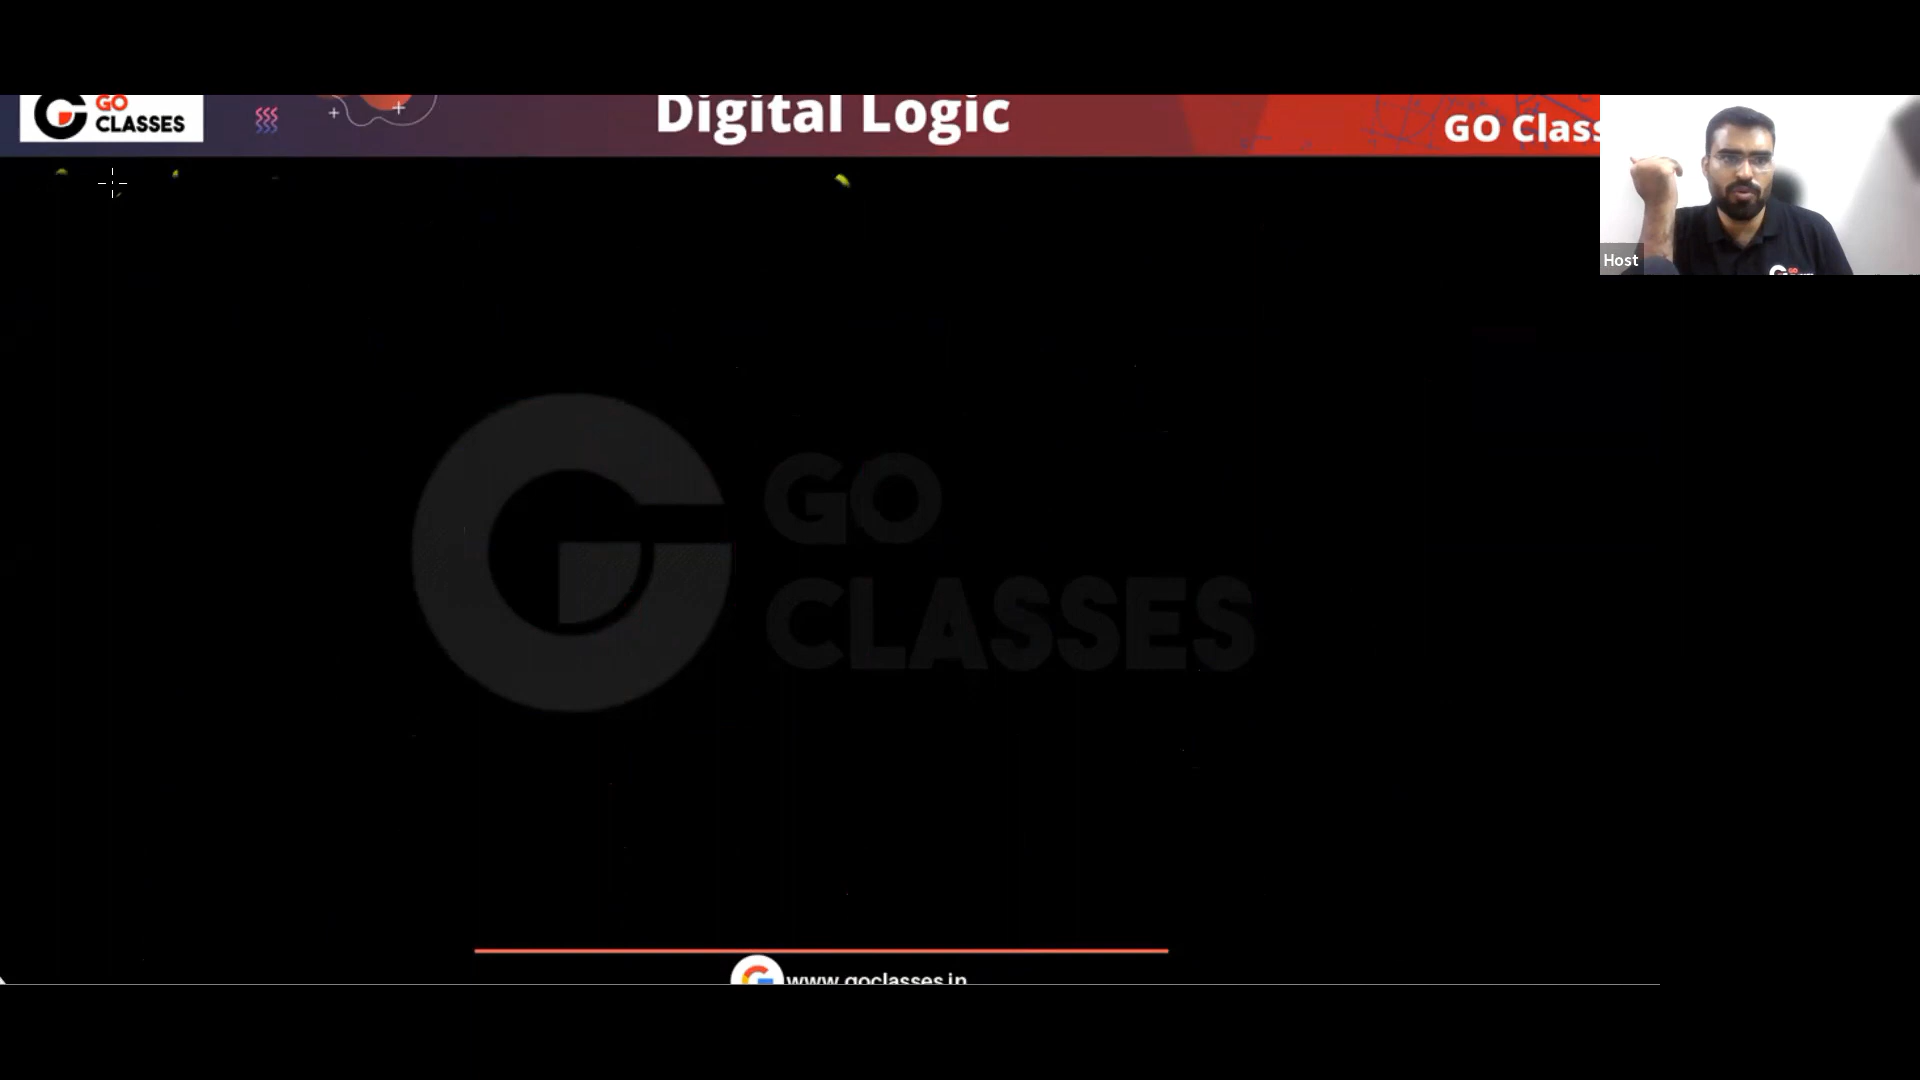 GO
CLASSES
Digital Logic
GO Class
Host
GO
CLASSES
www.goclasses.in